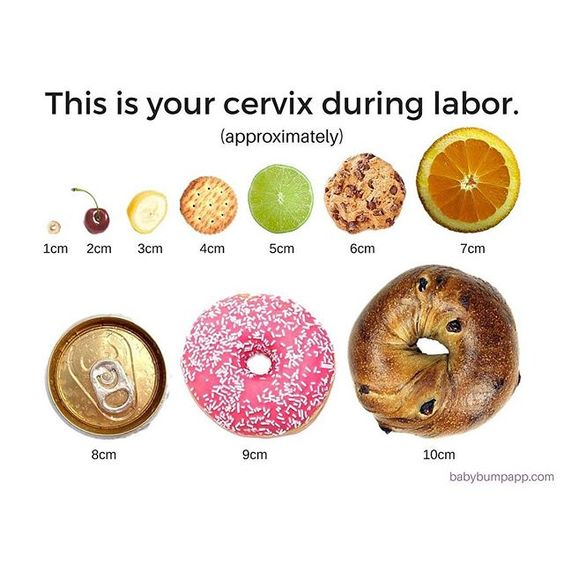 This is your cervix during labor.
(approximately)
1cm 2cm 3cm 4cm 5cm 6cm 7cm
8cm 9cm 10cm
babybumpapp.com